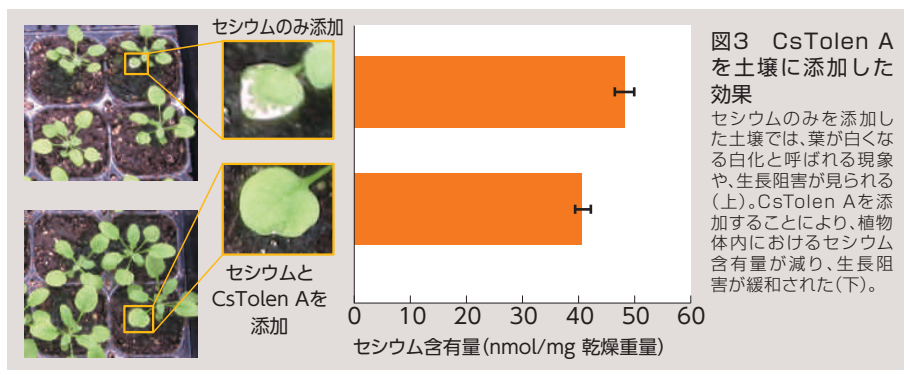 セシウムのみ添加
セシウムと
CsTolen Aを
添加
0 10 20 30 40 50 60
セシウム含有量(nmol/mg 乾燥重量)
図3 CsTolen A
を土壌に添加した
効果
セシウムのみを添加し
た土壌では、葉が白くな
る白化と呼ばれる現象
や、生長阻害が見られる
(上)。CsTolen Aを添
加することにより、植物
体内におけるセシウム
含有量が減り、生長阻
害が緩和された(下)。